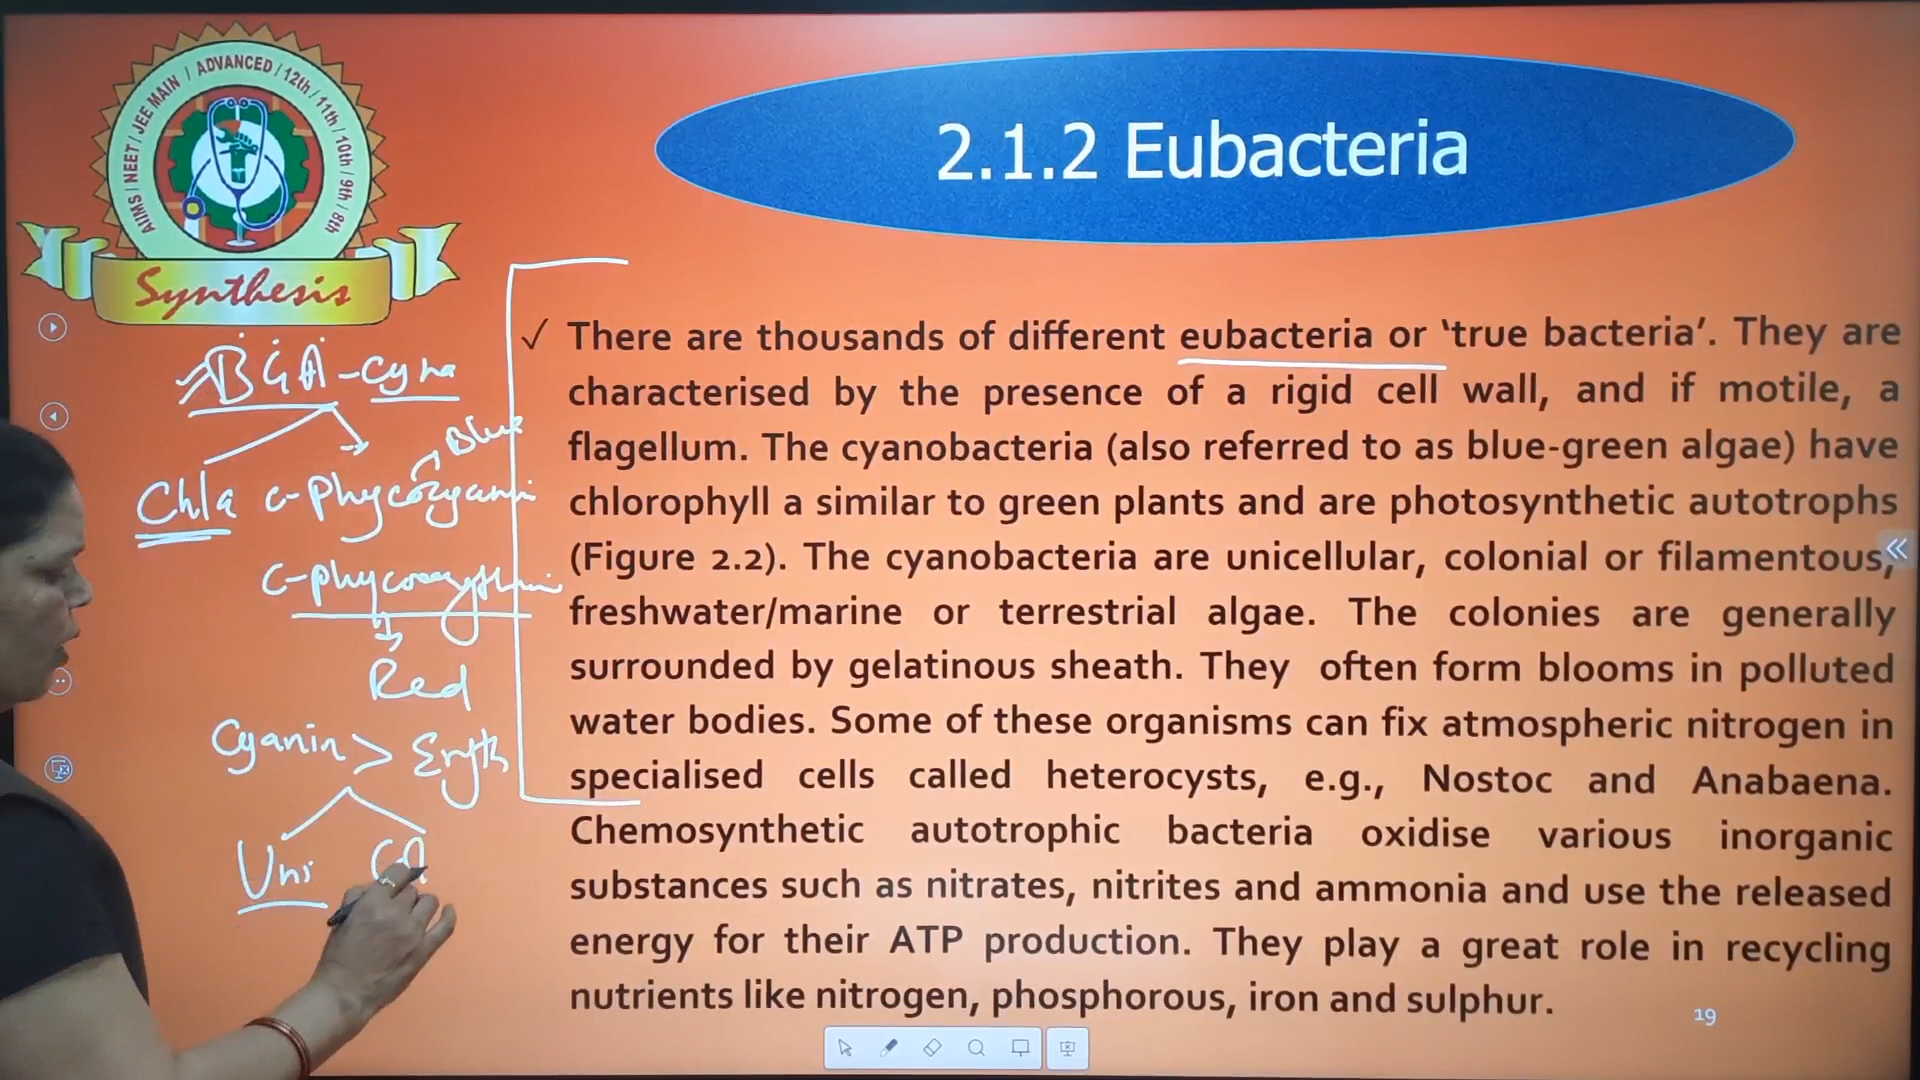 AIIMS / NEET / JEE MAIN / ADVANCED / 12th / 11th / 10th / 9th / 8th
Synthesis
2.1.2 Eubacteria
✓ There are thousands of different eubacteria or ‘true bacteria’. They are
characterised by the presence of a rigid cell wall, and if motile, a
flagellum. The cyanobacteria (also referred to as blue-green algae) have
chlorophyll a similar to green plants and are photosynthetic autotrophs
(Figure 2.2). The cyanobacteria are unicellular, colonial or filamentous,
freshwater/marine or terrestrial algae. The colonies are generally
surrounded by gelatinous sheath. They often form blooms in polluted
water bodies. Some of these organisms can fix atmospheric nitrogen in
specialised cells called heterocysts, e.g., Nostoc and Anabaena.
Chemosynthetic autotrophic bacteria oxidise various inorganic
substances such as nitrates, nitrites and ammonia and use the released
energy for their ATP production. They play a great role in recycling
nutrients like nitrogen, phosphorous, iron and sulphur.
19
BGA - Cyna
Blue
Chl a c-phycocyanin
Red
Cyanin > Eryth
Uni